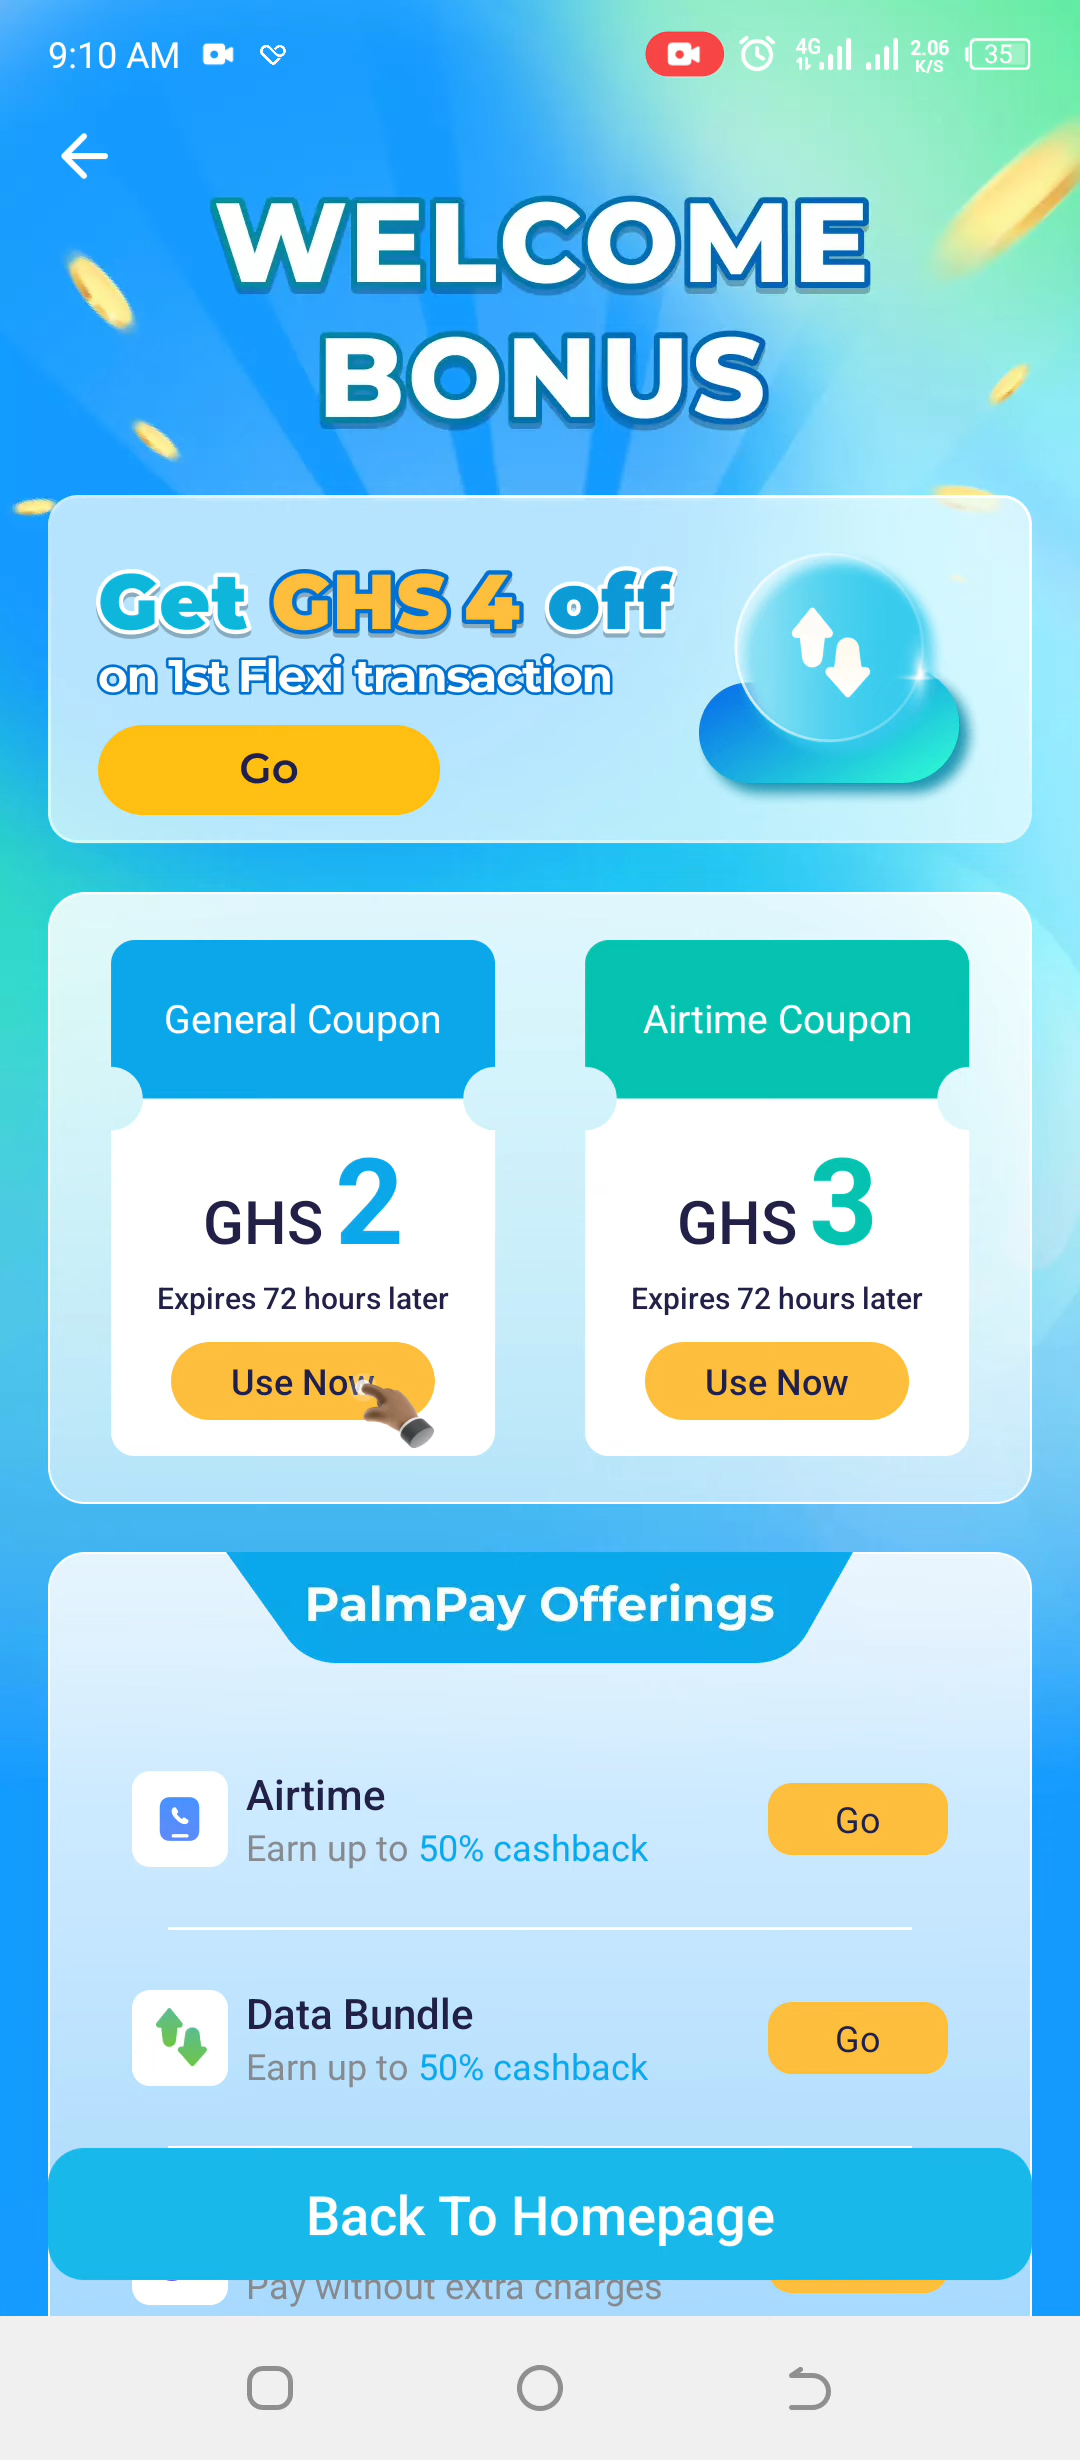 9:10 AM
4G
2.06
K/S
35
WELCOME
BONUS
Get GHS 4 off
on 1st Flexi transaction
Go
General Coupon
Airtime Coupon
GHS 2
GHS 3
Expires 72 hours later
Expires 72 hours later
Use Now
Use Now
PalmPay Offerings
Airtime
Earn up to 50% cashback
Go
Data Bundle
Earn up to 50% cashback
Go
Back To Homepage
Pay without extra charges